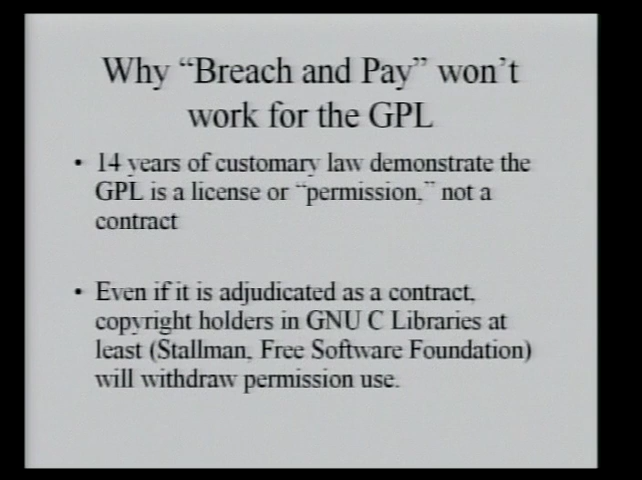 Why “Breach and Pay” won’t
work for the GPL
• 14 years of customary law demonstrate the
GPL is a license or “permission,” not a
contract
• Even if it is adjudicated as a contract,
copyright holders in GNU C Libraries at
least (Stallman, Free Software Foundation)
will withdraw permission use.